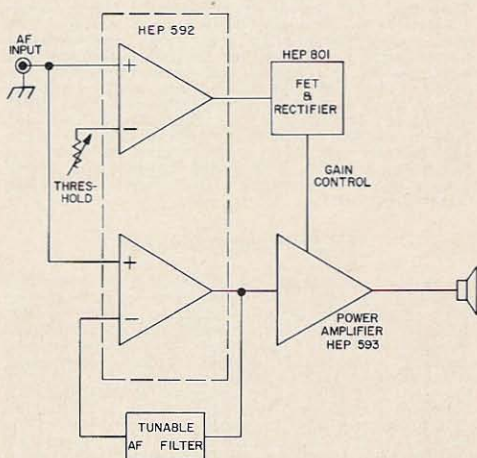 AF
INPUT
HEP 592
HEP 801
FET
&
RECTIFIER
+
−
THRES-
HOLD
GAIN
CONTROL
+
−
POWER
AMPLIFIER
HEP 593
TUNABLE
AF FILTER